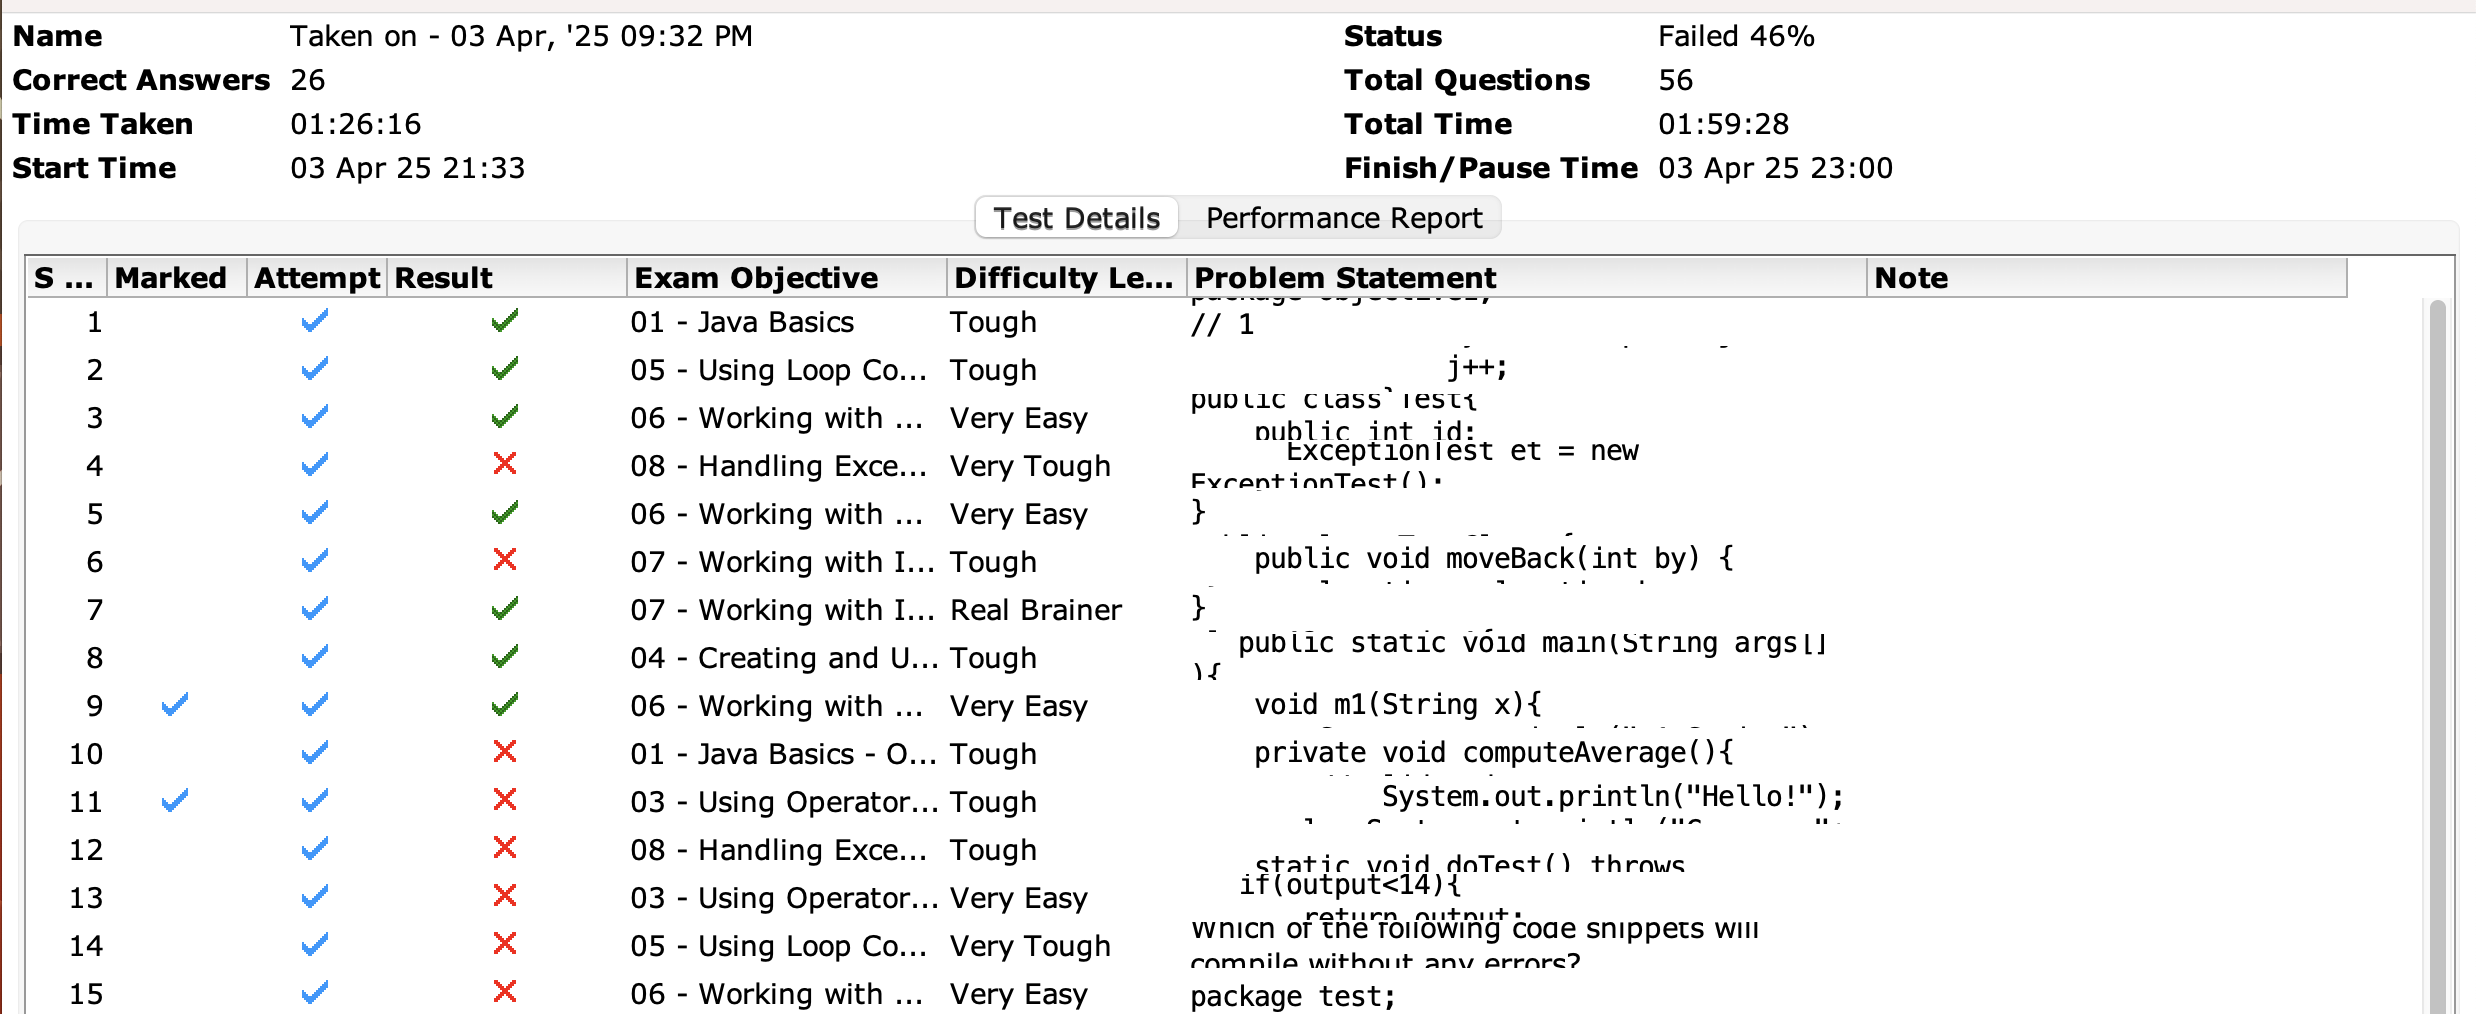 Name Taken on - 03 Apr, '25 09:32 PM Status Failed 46%
Correct Answers 26 Total Questions 56
Time Taken 01:26:16 Total Time 01:59:28
Start Time 03 Apr 25 21:33 Finish/Pause Time 03 Apr 25 23:00
Test Details Performance Report
S ... Marked Attempt Result Exam Objective Difficulty Le... Problem Statement Note
1 01 - Java Basics Tough // 1
2 05 - Using Loop Co... Tough j++;
3 06 - Working with ... Very Easy public class Test{
public int id;
4 08 - Handling Exce... Very Tough ExceptionTest et = new
ExceptionTest();
5 06 - Working with ... Very Easy }
6 07 - Working with I... Tough public void moveBack(int by) {
7 07 - Working with I... Real Brainer }
8 04 - Creating and U... Tough public static void main(String args[]
){
9 06 - Working with ... Very Easy void m1(String x){
10 01 - Java Basics - O... Tough private void computeAverage(){
11 03 - Using Operator... Tough System.out.println("Hello!");
12 08 - Handling Exce... Tough static void doTest() throws
13 03 - Using Operator... Very Easy if(output<14){
return output;
14 05 - Using Loop Co... Very Tough Which of the following code snippets will
compile without any errors?
15 06 - Working with ... Very Easy package test;